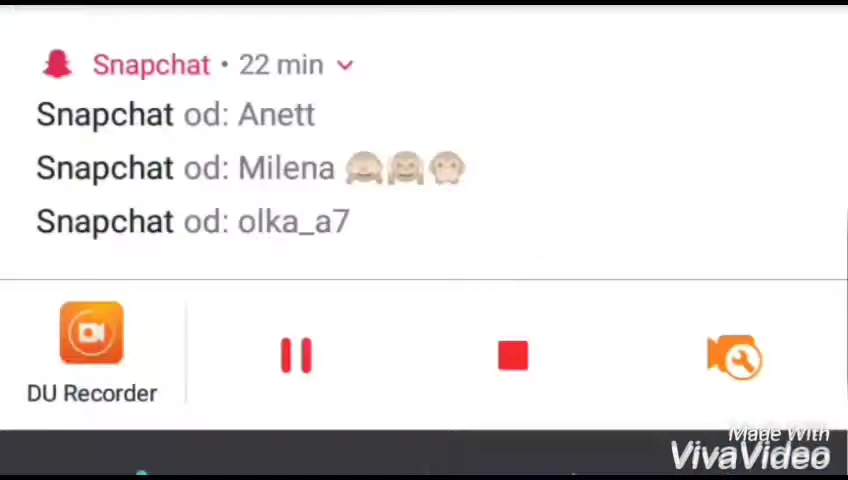 Snapchat • 22 min
Snapchat od: Anett
Snapchat od: Milena 🙈🙈🙊
Snapchat od: olka_a7
DU Recorder
Made With
VivaVideo